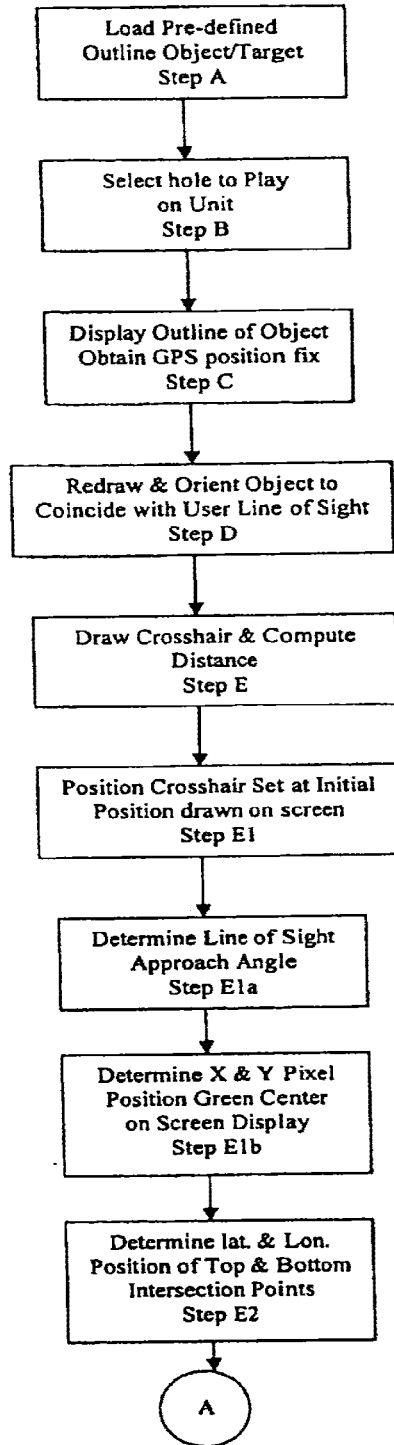 Load Pre-defined
Outline Object/Target
Step A
Select hole to Play
on Unit
Step B
Display Outline of Object
Obtain GPS position fix
Step C
Redraw & Orient Object to
Coincide with User Line of Sight
Step D
Draw Crosshair & Compute
Distance
Step E
Position Crosshair Set at Initial
Position drawn on screen
Step E1
Determine Line of Sight
Approach Angle
Step E1a
Determine X & Y Pixel
Position Green Center
on Screen Display
Step E1b
Determine lat. & Lon.
Position of Top & Bottom
Intersection Points
Step E2
A